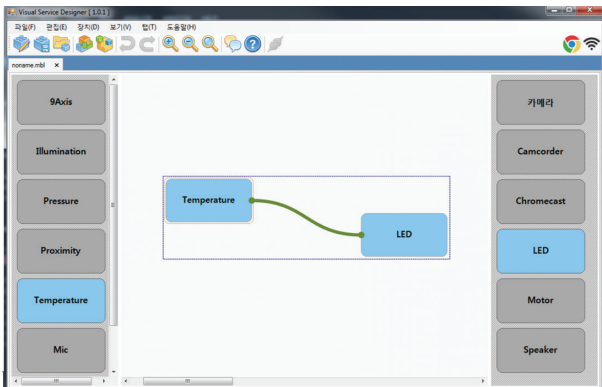 Visual Service Designer [ 1.0.1 ]
파일(F) 편집(E) 장치(D) 보기(V) 탭(T) 도움말(H)
noname.mbl x
9Axis
Illumination
Pressure
Proximity
Temperature
Mic
Temperature
LED
카메라
Camcorder
Chromecast
LED
Motor
Speaker